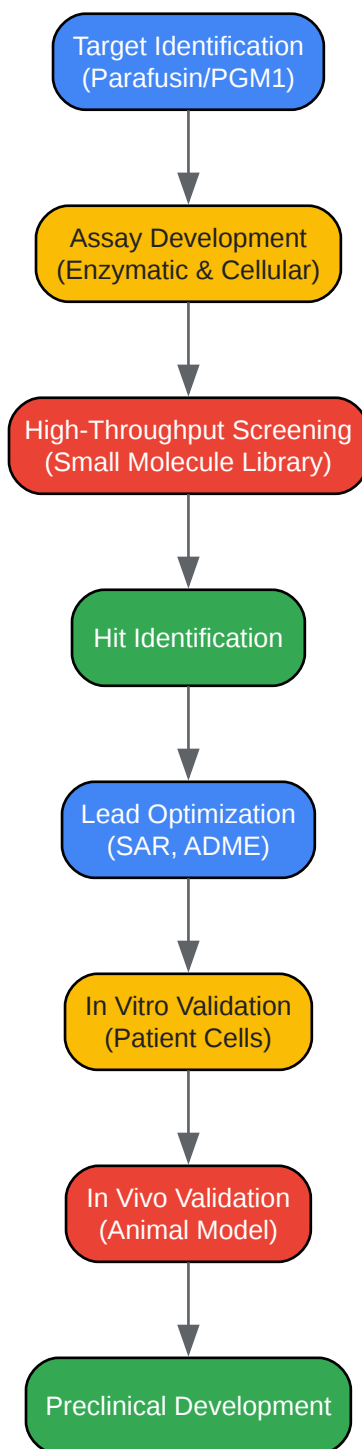 Target Identification
(Parafusin/PGM1)
Assay Development
(Enzymatic & Cellular)
High-Throughput Screening
(Small Molecule Library)
Hit Identification
Lead Optimization
(SAR, ADME)
In Vitro Validation
(Patient Cells)
In Vivo Validation
(Animal Model)
Preclinical Development